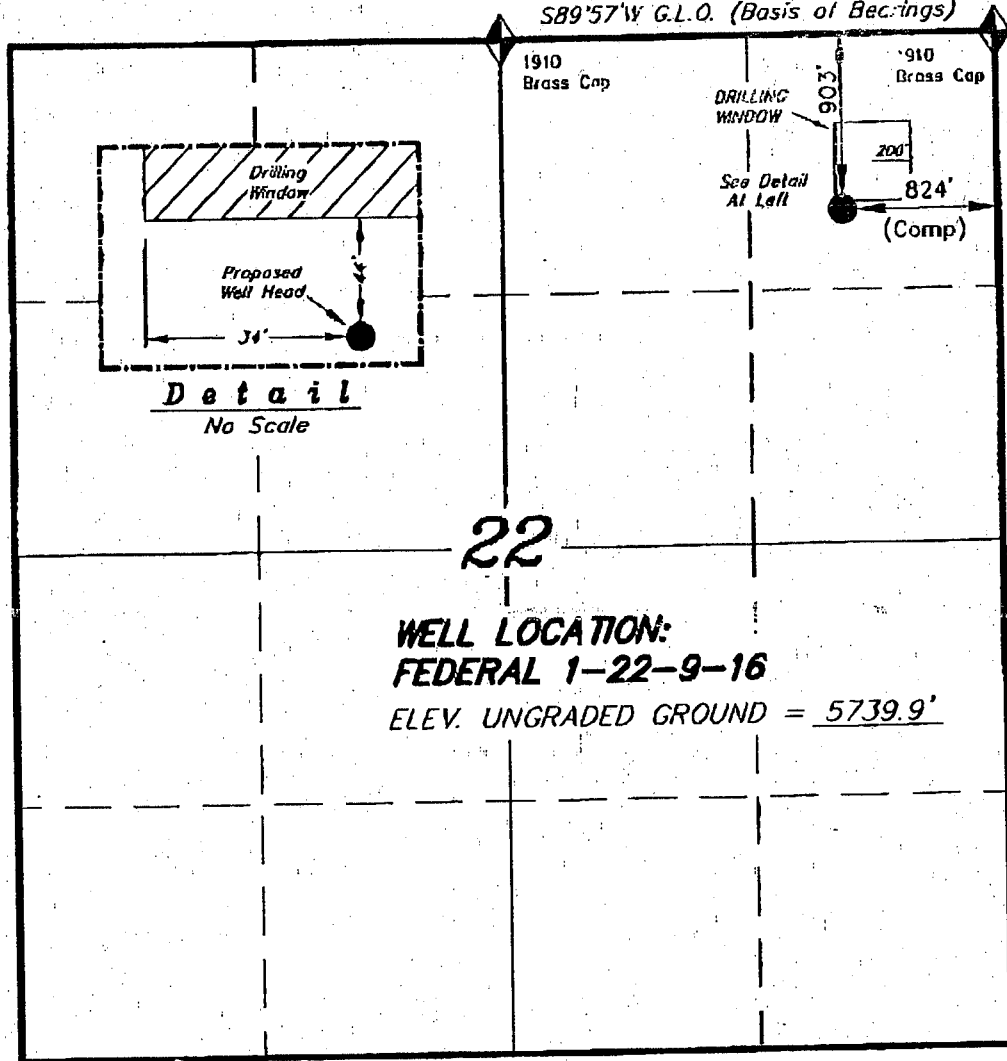 S89°57'W G.L.O. (Basis of Bearings)
1910
Brass Cap
1910
Brass Cap
903'
DRILLING
WINDOW
200'
See Detail
At Left
824'
(Comp)
Drilling
Window
Proposed
Well Head
44'
34'
Detail
No Scale
22
WELL LOCATION:
FEDERAL 1-22-9-16
ELEV. UNGRADED GROUND = 5739.9'